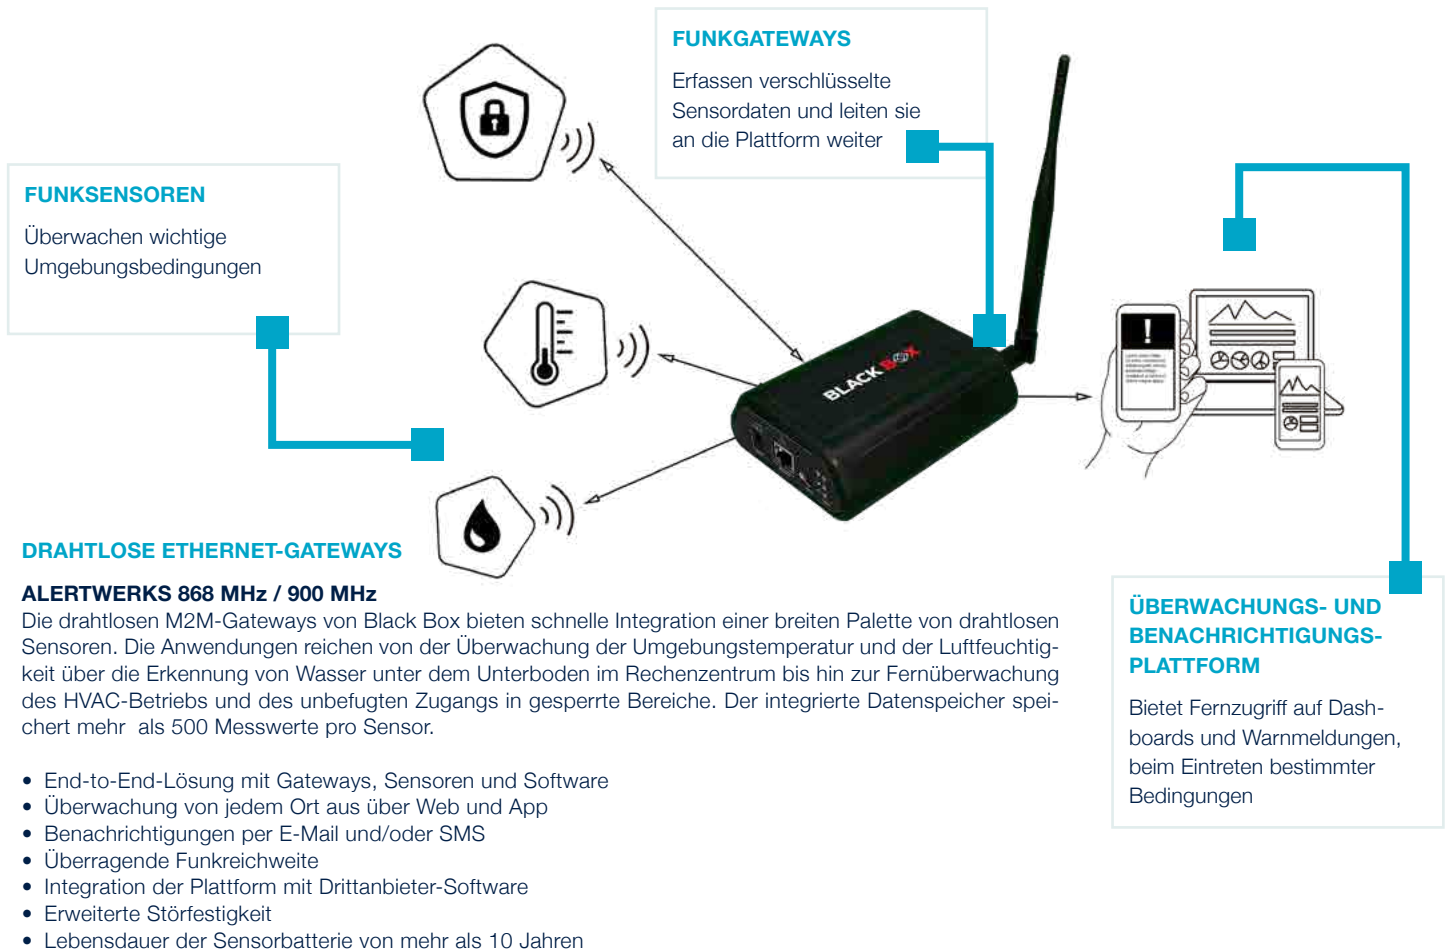 FUNKGATEWAYS
Erfassen verschlüsselte
Sensordaten und leiten sie
an die Plattform weiter
FUNKSENSOREN
Überwachen wichtige
Umgebungsbedingungen
BLACK BOX
!
DRAHTLOSE ETHERNET-GATEWAYS
ALERTWERKS 868 MHz / 900 MHz
Die drahtlosen M2M-Gateways von Black Box bieten schnelle Integration einer breiten Palette von drahtlosen
Sensoren. Die Anwendungen reichen von der Überwachung der Umgebungstemperatur und der Luftfeuchtig-
keit über die Erkennung von Wasser unter dem Unterboden im Rechenzentrum bis hin zur Fernüberwachung
des HVAC-Betriebs und des unbefugten Zugangs in gesperrte Bereiche. Der integrierte Datenspeicher spei-
chert mehr als 500 Messwerte pro Sensor.
• End-to-End-Lösung mit Gateways, Sensoren und Software
• Überwachung von jedem Ort aus über Web und App
• Benachrichtigungen per E-Mail und/oder SMS
• Überragende Funkreichweite
• Integration der Plattform mit Drittanbieter-Software
• Erweiterte Störfestigkeit
• Lebensdauer der Sensorbatterie von mehr als 10 Jahren
ÜBERWACHUNGS- UND
BENACHRICHTIGUNGS-
PLATTFORM
Bietet Fernzugriff auf Dash-
boards und Warnmeldungen,
beim Eintreten bestimmter
Bedingungen